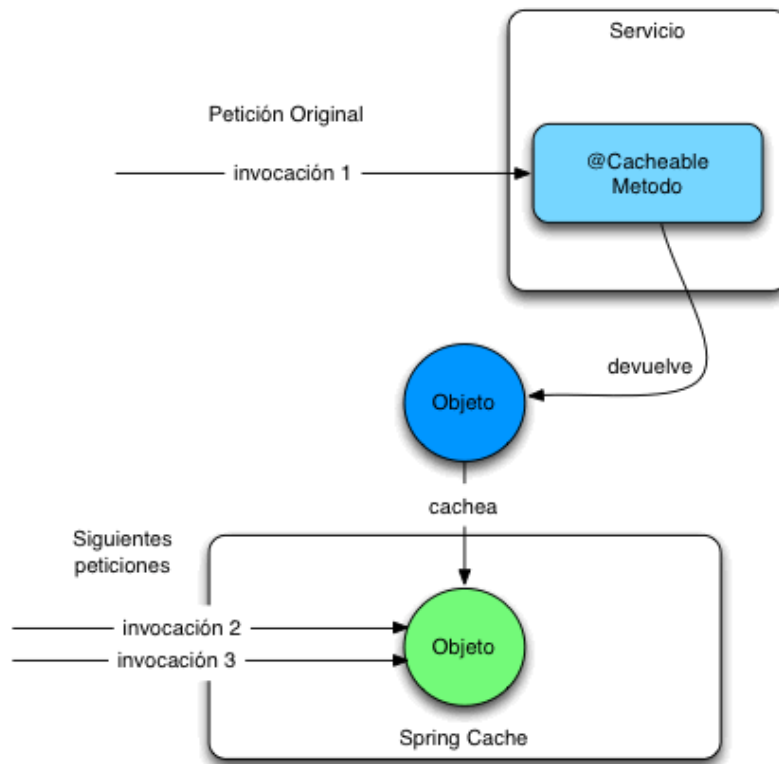 Servicio
Petición Original
@Cacheable
Metodo
invocación 1
devuelve
Objeto
cachea
Siguientes
peticiones
invocación 2
Objeto
invocación 3
Spring Cache